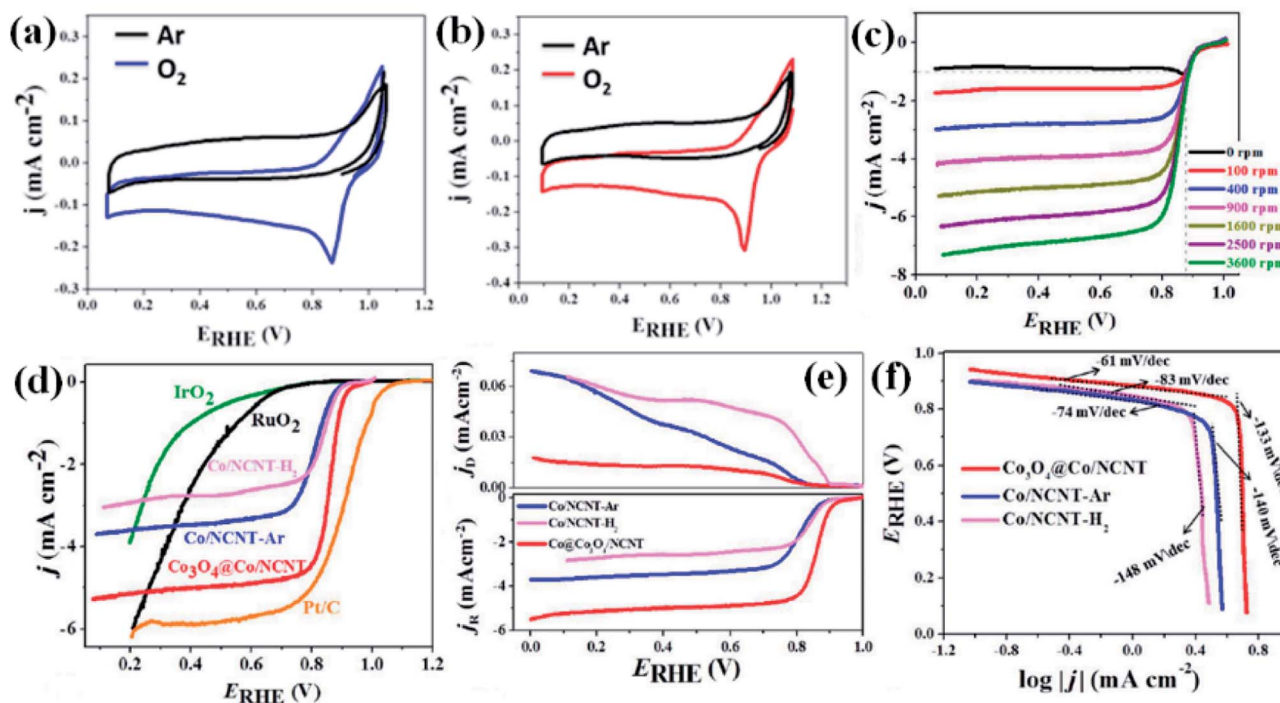 (a)
Ar
O2
j (mA cm-2)
0.3
0.2
0.1
0.0
-0.1
-0.2
-0.3
0.0 0.2 0.4 0.6 0.8 1.0 1.2
ERHE (V)
(b)
Ar
O2
j (mA cm-2)
0.3
0.2
0.1
0.0
-0.1
-0.2
-0.3
-0.4
0.0 0.2 0.4 0.6 0.8 1.0 1.2
ERHE (V)
(c)
j (mA cm-2)
0
-2
-4
-6
-8
0 rpm
100 rpm
400 rpm
900 rpm
1600 rpm
2500 rpm
3600 rpm
0.0 0.2 0.4 0.6 0.8 1.0
ERHE (V)
(d)
j (mA cm-2)
0
-2
-4
-6
IrO2
RuO2
Co/NCNT-H2
Co/NCNT-Ar
Co3O4@Co/NCNT
Pt/C
0.2 0.4 0.6 0.8 1.0 1.2
ERHE (V)
(e)
jD (mAcm-2)
0.06
0.03
0.00
jR (mAcm-2)
0
-2
-4
-6
Co/NCNT-Ar
Co/NCNT-H2
Co@Co3O4/NCNT
0.0 0.2 0.4 0.6 0.8 1.0
ERHE (V)
(f)
ERHE (V)
1.0
0.8
0.6
0.4
0.2
0.0
-61 mV/dec
-83 mV/dec
-74 mV/dec
-133 mV/dec
-140 mV\dec
-148 mV\dec
Co3O4@Co/NCNT
Co/NCNT-Ar
Co/NCNT-H2
-1.2 -0.6 0.0 0.6 1.2
log |j| (mA cm-2)